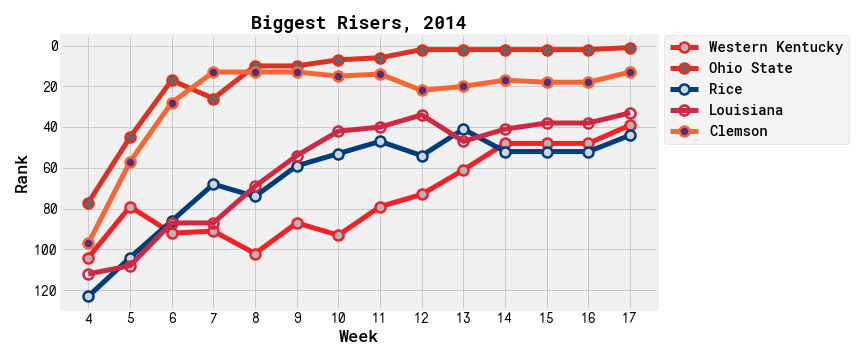 Biggest Risers, 2014
Rank
0
20
40
60
80
100
120
4 5 6 7 8 9 10 11 12 13 14 15 16 17
Week
Western Kentucky
Ohio State
Rice
Louisiana
Clemson